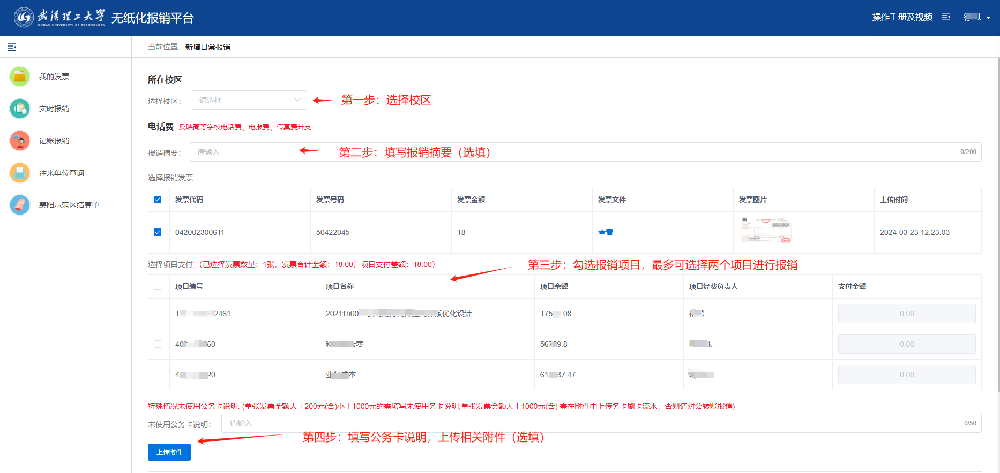 武汉理工大学
WUHAN UNIVERSITY OF TECHNOLOGY
无纸化报销平台
操作手册及视频
当前位置：新增日常报销
我的发票
实时报销
记账报销
往来单位查询
襄阳示范区结算单
所在校区
选择校区： 请选择
第一步：选择校区
电话费 反映高等学校电话费、电报费、传真费开支
报销摘要： 请输入 0/200
第二步：填写报销摘要（选填）
选择报销发票
发票代码 发票号码 发票金额 发票文件 发票图片 上传时间
042002300611 50422045 18 查看 2024-03-23 12:23:03
选择项目支付 （已选择发票数量：1张，发票合计金额：18.00，项目支付差额：18.00）
第三步：勾选报销项目，最多可选择两个项目进行报销
项目编号 项目名称 项目余额 项目经费负责人 支付金额
2461 20211h00 系优化设计 175 .08 0.00
40 60 费 567 9.8 0.00
4 20 业务成本 61 37.47 0.00
特殊情况未使用公务卡说明: (单张发票金额大于200元(含)小于1000元的需填写未使用务卡说明;单张发票金额大于1000元(含) 需在附件中上传务卡刷卡流水，否则请对公转账报销)
未使用公务卡说明： 请输入 0/50
第四步：填写公务卡说明，上传相关附件（选填）
上传附件